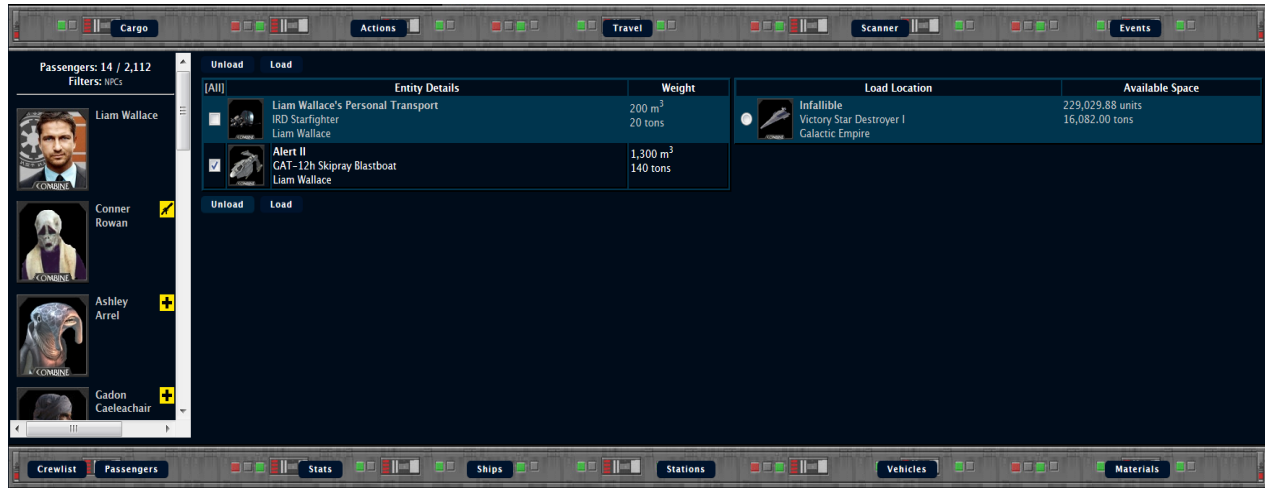 Cargo
Actions
Travel
Scanner
Events
Passengers: 14 / 2,112
Filters: NPCs
Liam Wallace
COMBINE
Conner
Rowan
COMBINE
Ashley
Arrel
COMBINE
Gadon
Caeleachair
Unload Load
[All] Entity Details Weight
Liam Wallace's Personal Transport
IRD Starfighter
Liam Wallace
200 m³
20 tons
Alert II
GAT-12h Skipray Blastboat
Liam Wallace
1,300 m³
140 tons
Unload Load
Load Location Available Space
Infallible
Victory Star Destroyer I
Galactic Empire
229,029.88 units
16,082.00 tons
Crewlist
Passengers
Stats
Ships
Stations
Vehicles
Materials